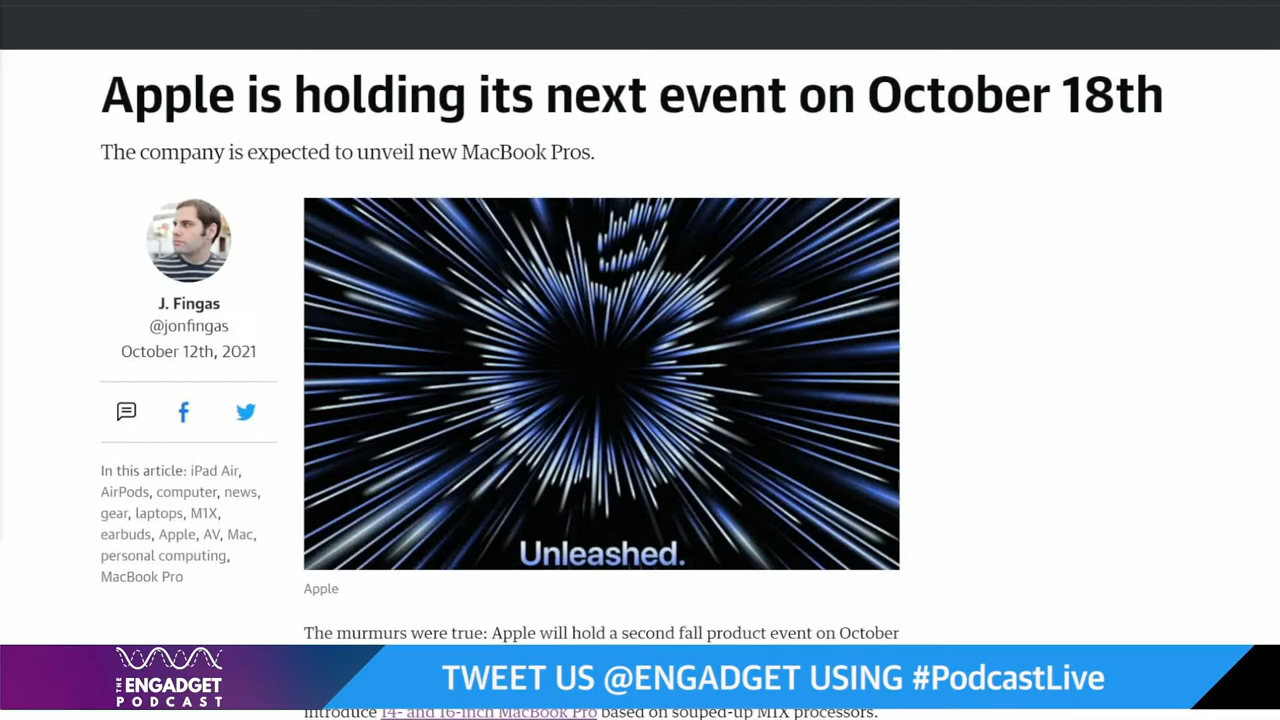 Apple is holding its next event on October 18th
The company is expected to unveil new MacBook Pros.
J. Fingas
@jonfingas
October 12th, 2021
In this article: iPad Air,
AirPods, computer, news,
gear, laptops, M1X,
earbuds, Apple, AV, Mac,
personal computing,
MacBook Pro
Unleashed.
Apple
The murmurs were true: Apple will hold a second fall product event on October
THE
ENGADGET
PODCAST
TWEET US @ENGADGET USING #PodcastLive
introduce 14- and 16-inch MacBook Pro based on souped-up M1X processors.